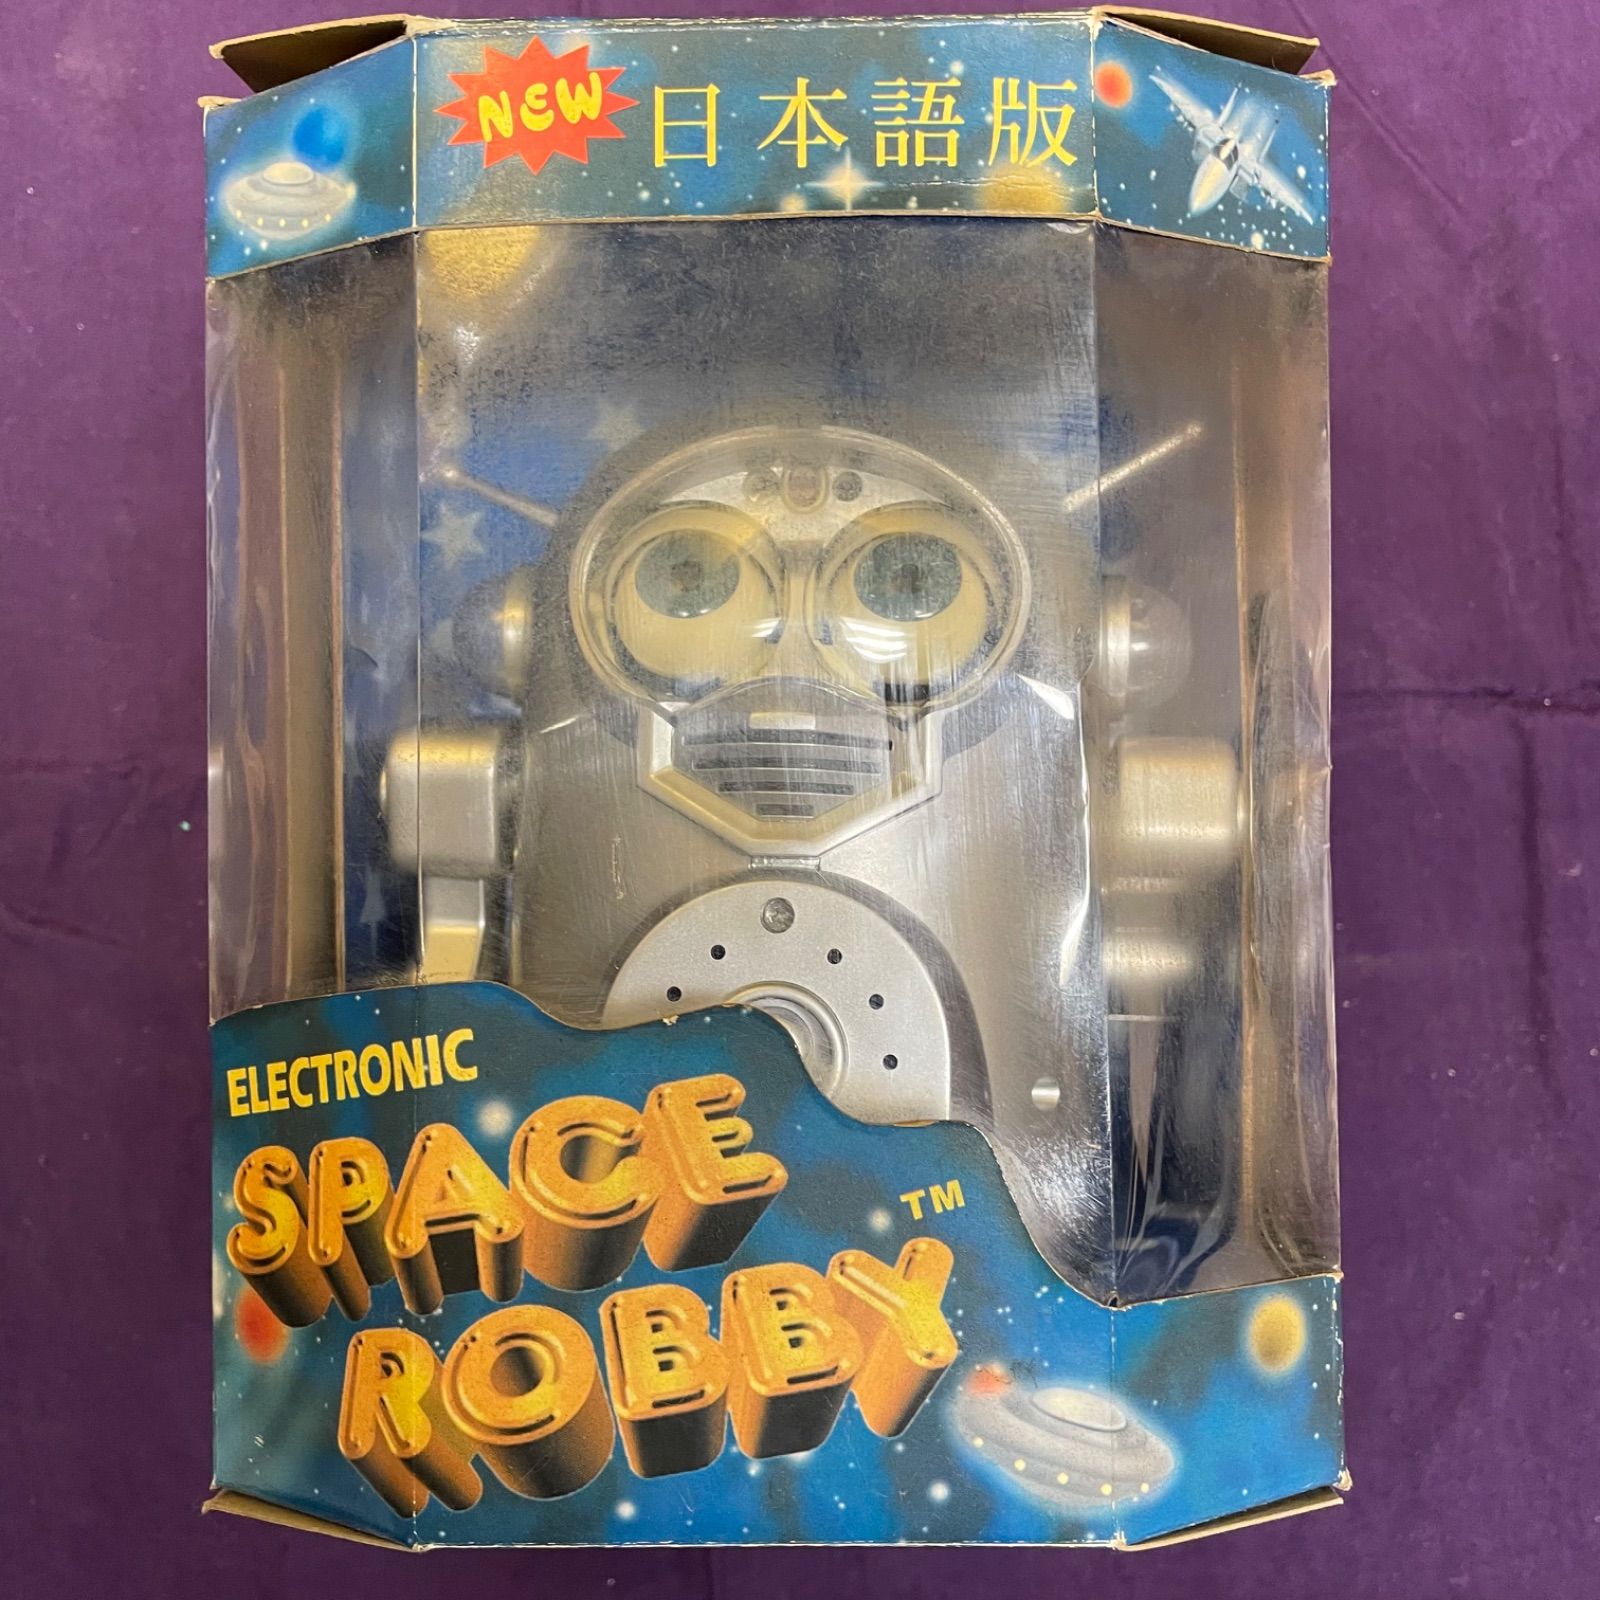 NEW 日本語版
ELECTRONIC
SPACE
ROBBY ™